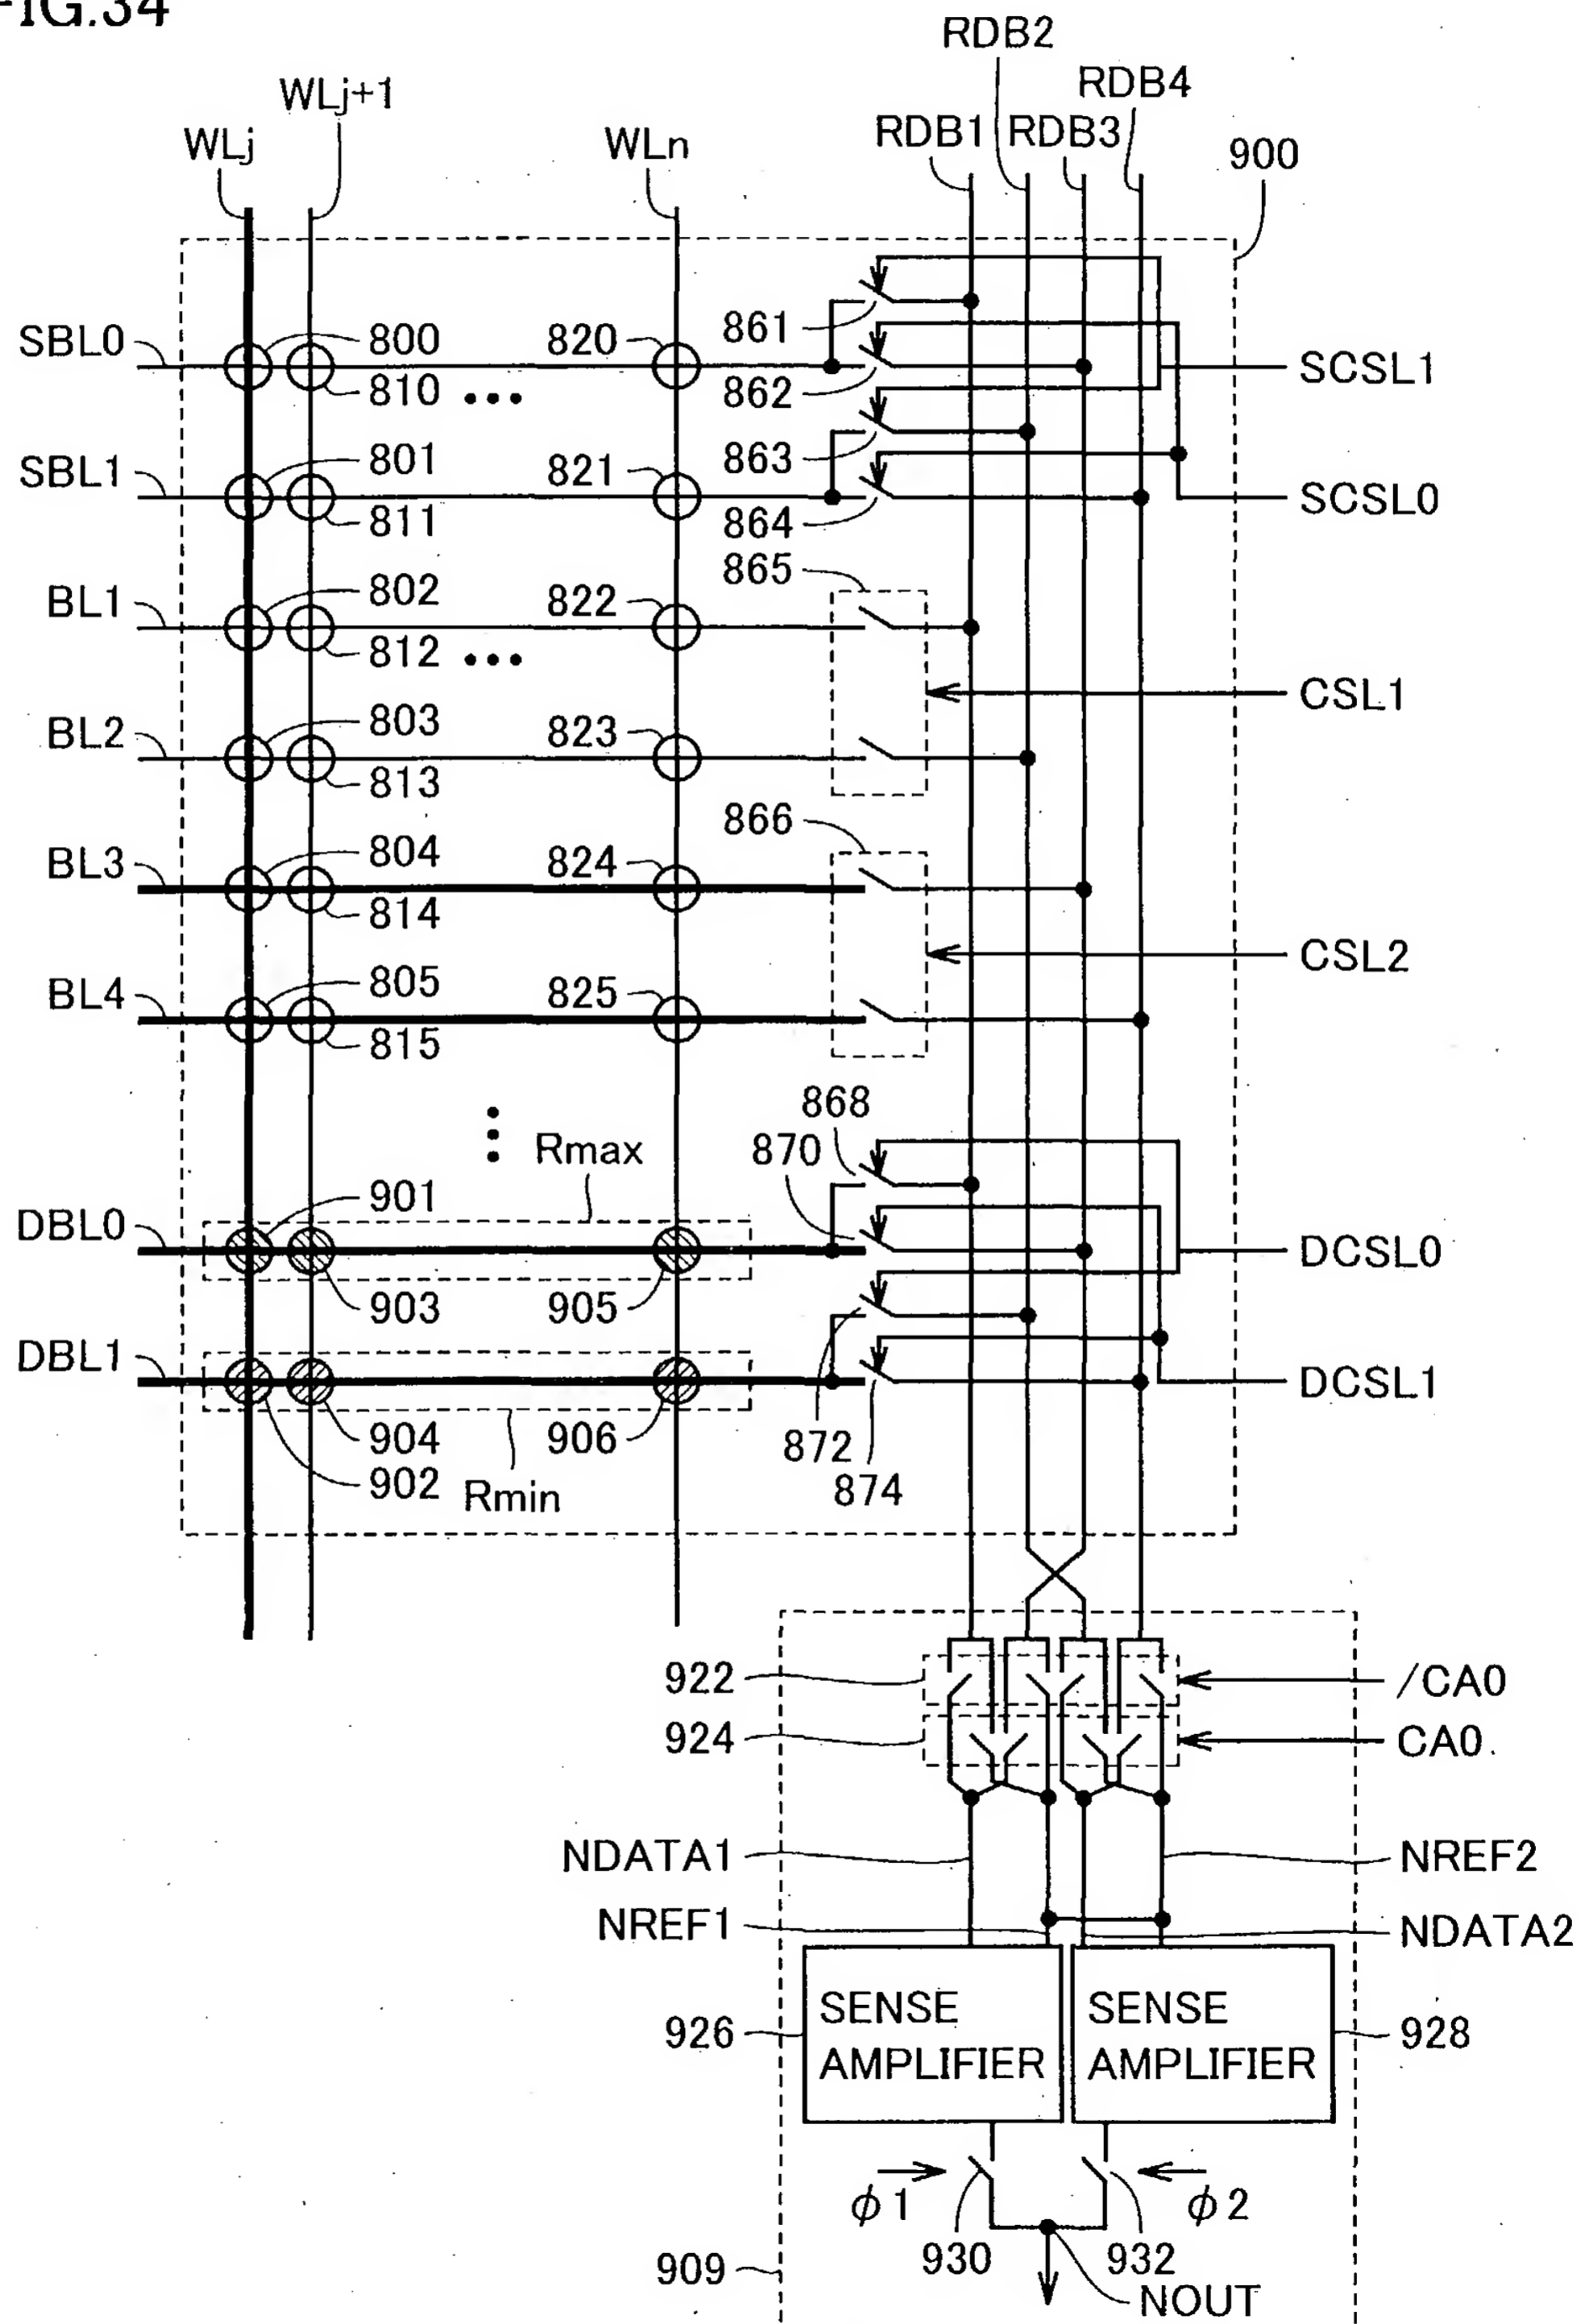 FIG.34
RDB2
WLj+1
RDB4
WLj
WLn
RDB1
RDB3
900
SBL0
800
820
861
810
862
SCSL1
SBL1
801
821
863
811
864
SCSL0
865
BL1
802
822
812
CSL1
BL2
803
823
813
866
BL3
804
824
814
CSL2
BL4
805
825
815
868
Rmax
870
DBL0
901
DCSL0
903
905
DBL1
DCSL1
904
906
872
902
Rmin
874
922
/CA0
924
CA0.
NDATA1
NREF2
NREF1
NDATA2
926
SENSE
AMPLIFIER
SENSE
AMPLIFIER
928
φ1
φ2
930
932
909
NOUT